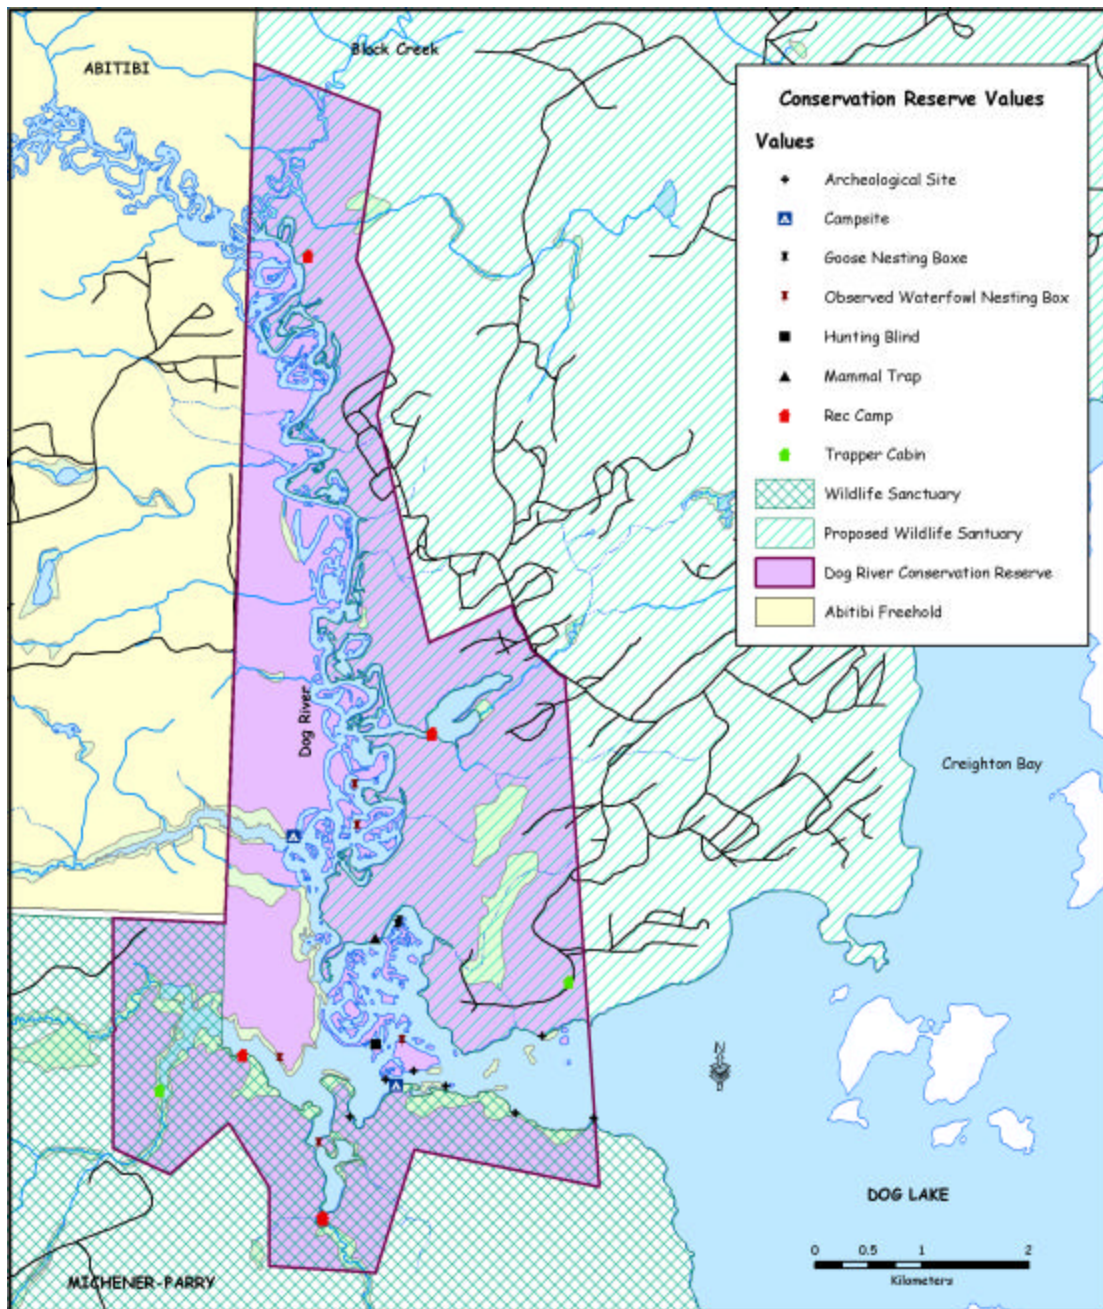 Block Creek
ABITIBI
Conservation Reserve Values
Values
Archeological Site
Campsite
Goose Nesting Boxe
Observed Waterfowl Nesting Box
Hunting Blind
Mammal Trap
Rec Camp
Trapper Cabin
Wildlife Sanctuary
Proposed Wildlife Santuary
Dog River Conservation Reserve
Abitibi Freehold
Dog River
Creighton Bay
N
DOG LAKE
0 0.5 1 2
Kilometers
MICHENER-PARRY